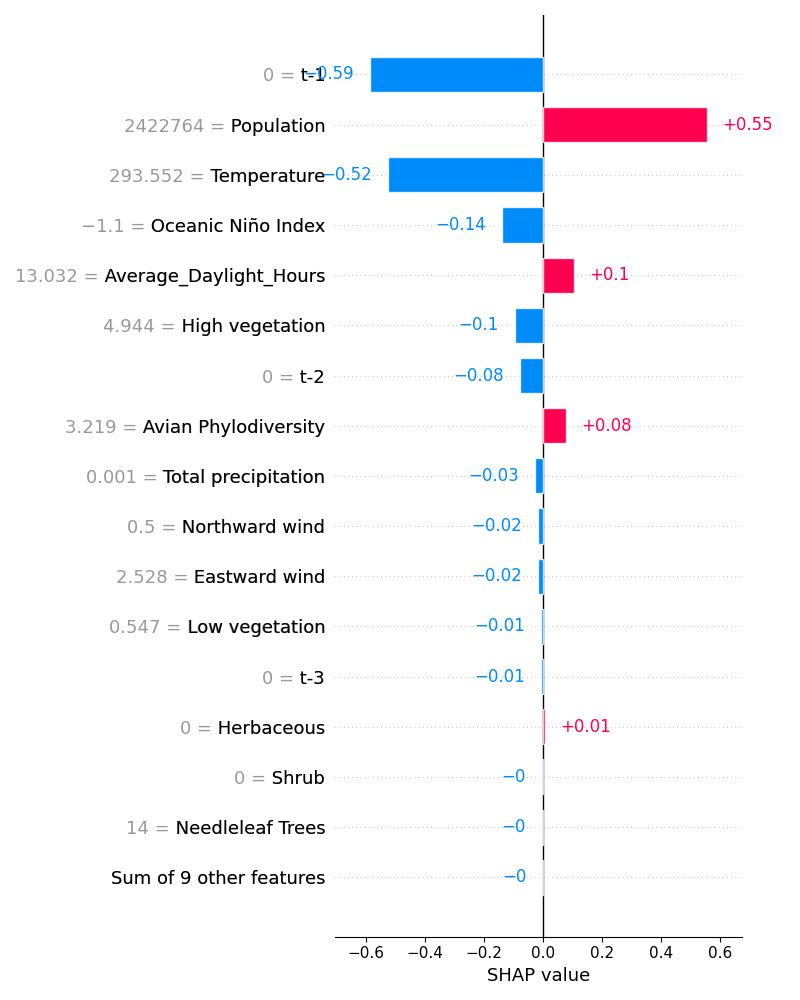 0 = t-1 −0.59
2422764 = Population +0.55
293.552 = Temperature −0.52
−1.1 = Oceanic Niño Index −0.14
13.032 = Average_Daylight_Hours +0.1
4.944 = High vegetation −0.1
0 = t-2 −0.08
3.219 = Avian Phylodiversity +0.08
0.001 = Total precipitation −0.03
0.5 = Northward wind −0.02
2.528 = Eastward wind −0.02
0.547 = Low vegetation −0.01
0 = t-3 −0.01
0 = Herbaceous +0.01
0 = Shrub −0
14 = Needleleaf Trees −0
Sum of 9 other features −0
−0.6 −0.4 −0.2 0.0 0.2 0.4 0.6
SHAP value